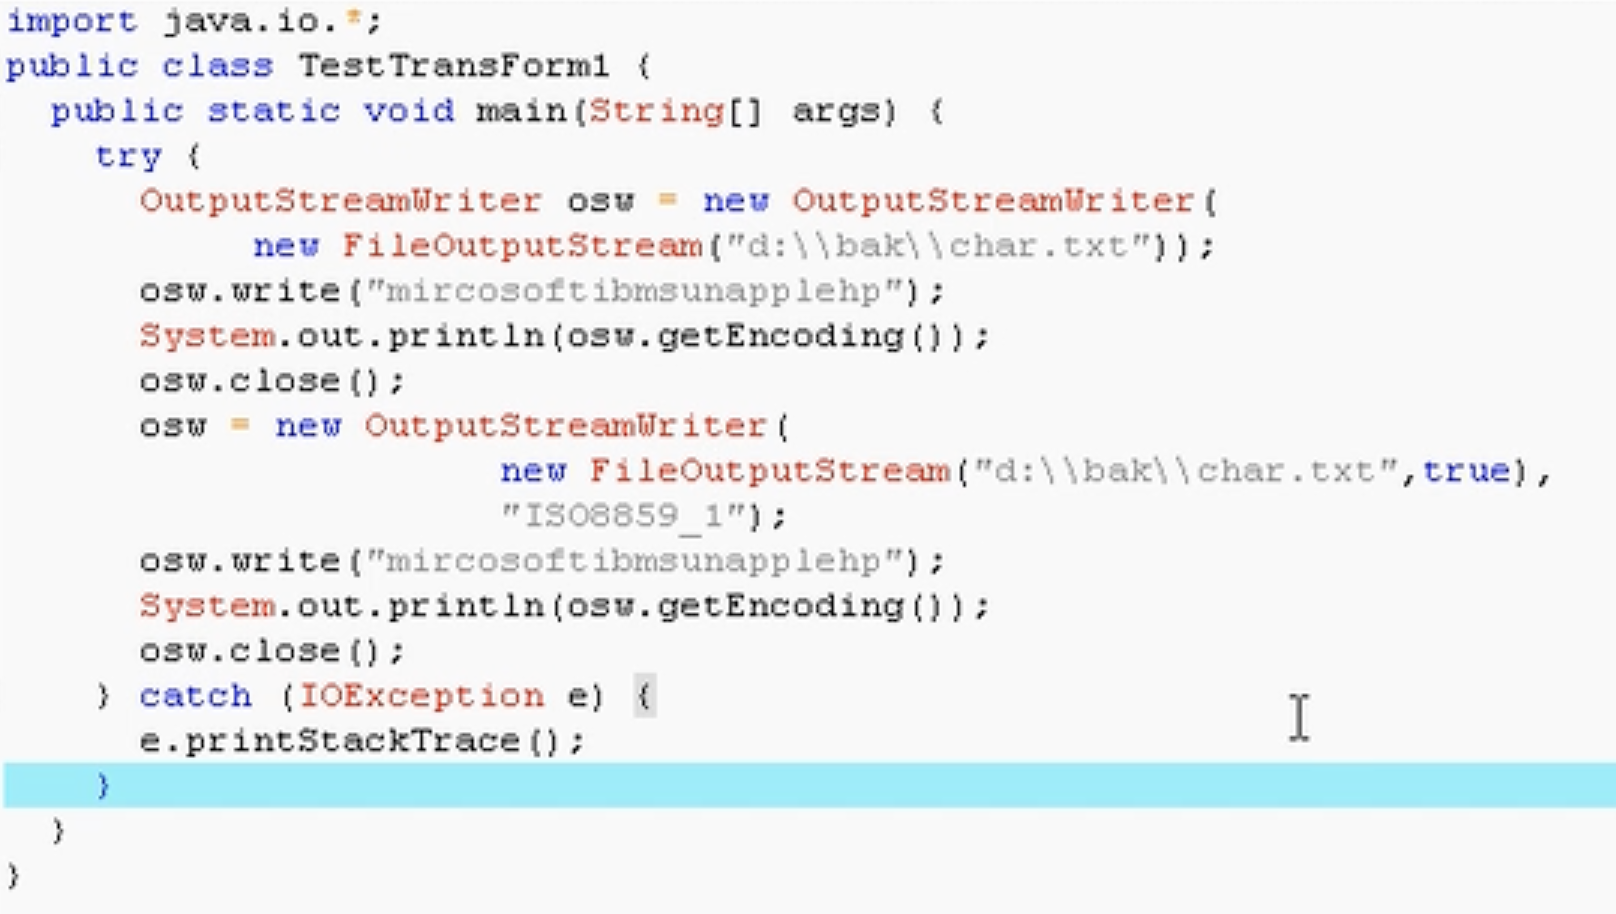 import java.io.*;
public class TestTransForm1 {
  public static void main(String[] args) {
    try {
      OutputStreamWriter osw = new OutputStreamWriter(
           new FileOutputStream("d:\\bak\\char.txt"));
      osw.write("mircosoftibmsunapplehp");
      System.out.println(osw.getEncoding());
      osw.close();
      osw = new OutputStreamWriter(
                      new FileOutputStream("d:\\bak\\char.txt",true),
                      "ISO8859_1");
      osw.write("mircosoftibmsunapplehp");
      System.out.println(osw.getEncoding());
      osw.close();
    } catch (IOException e) {
      e.printStackTrace();
    }
  }
}